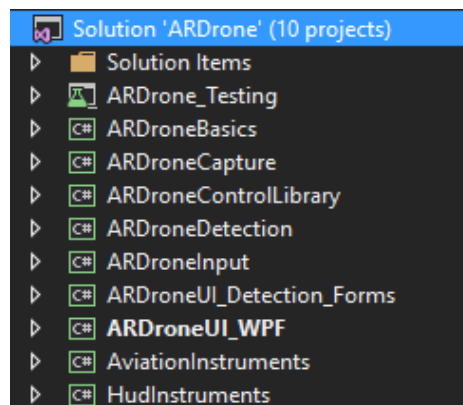 Solution 'ARDrone' (10 projects)
Solution Items
ARDrone_Testing
C# ARDroneBasics
C# ARDroneCapture
C# ARDroneControlLibrary
C# ARDroneDetection
C# ARDroneInput
C# ARDroneUI_Detection_Forms
C# ARDroneUI_WPF
C# AviationInstruments
C# HudInstruments